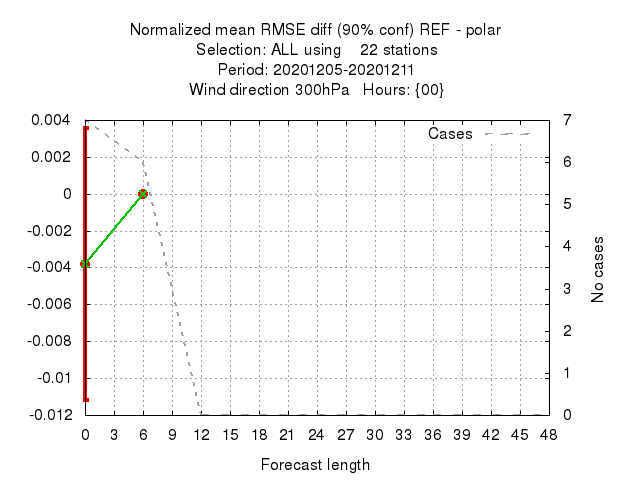 Normalized mean RMSE diff (90% conf) REF - polar
Selection: ALL using    22 stations
Period: 20201205-20201211
Wind direction 300hPa   Hours: {00}
0.004
0.002
0
-0.002
-0.004
-0.006
-0.008
-0.01
-0.012
Cases
7
6
5
4
3
2
1
0
No cases
0 3 6 9 12 15 18 21 24 27 30 33 36 39 42 45 48
Forecast length